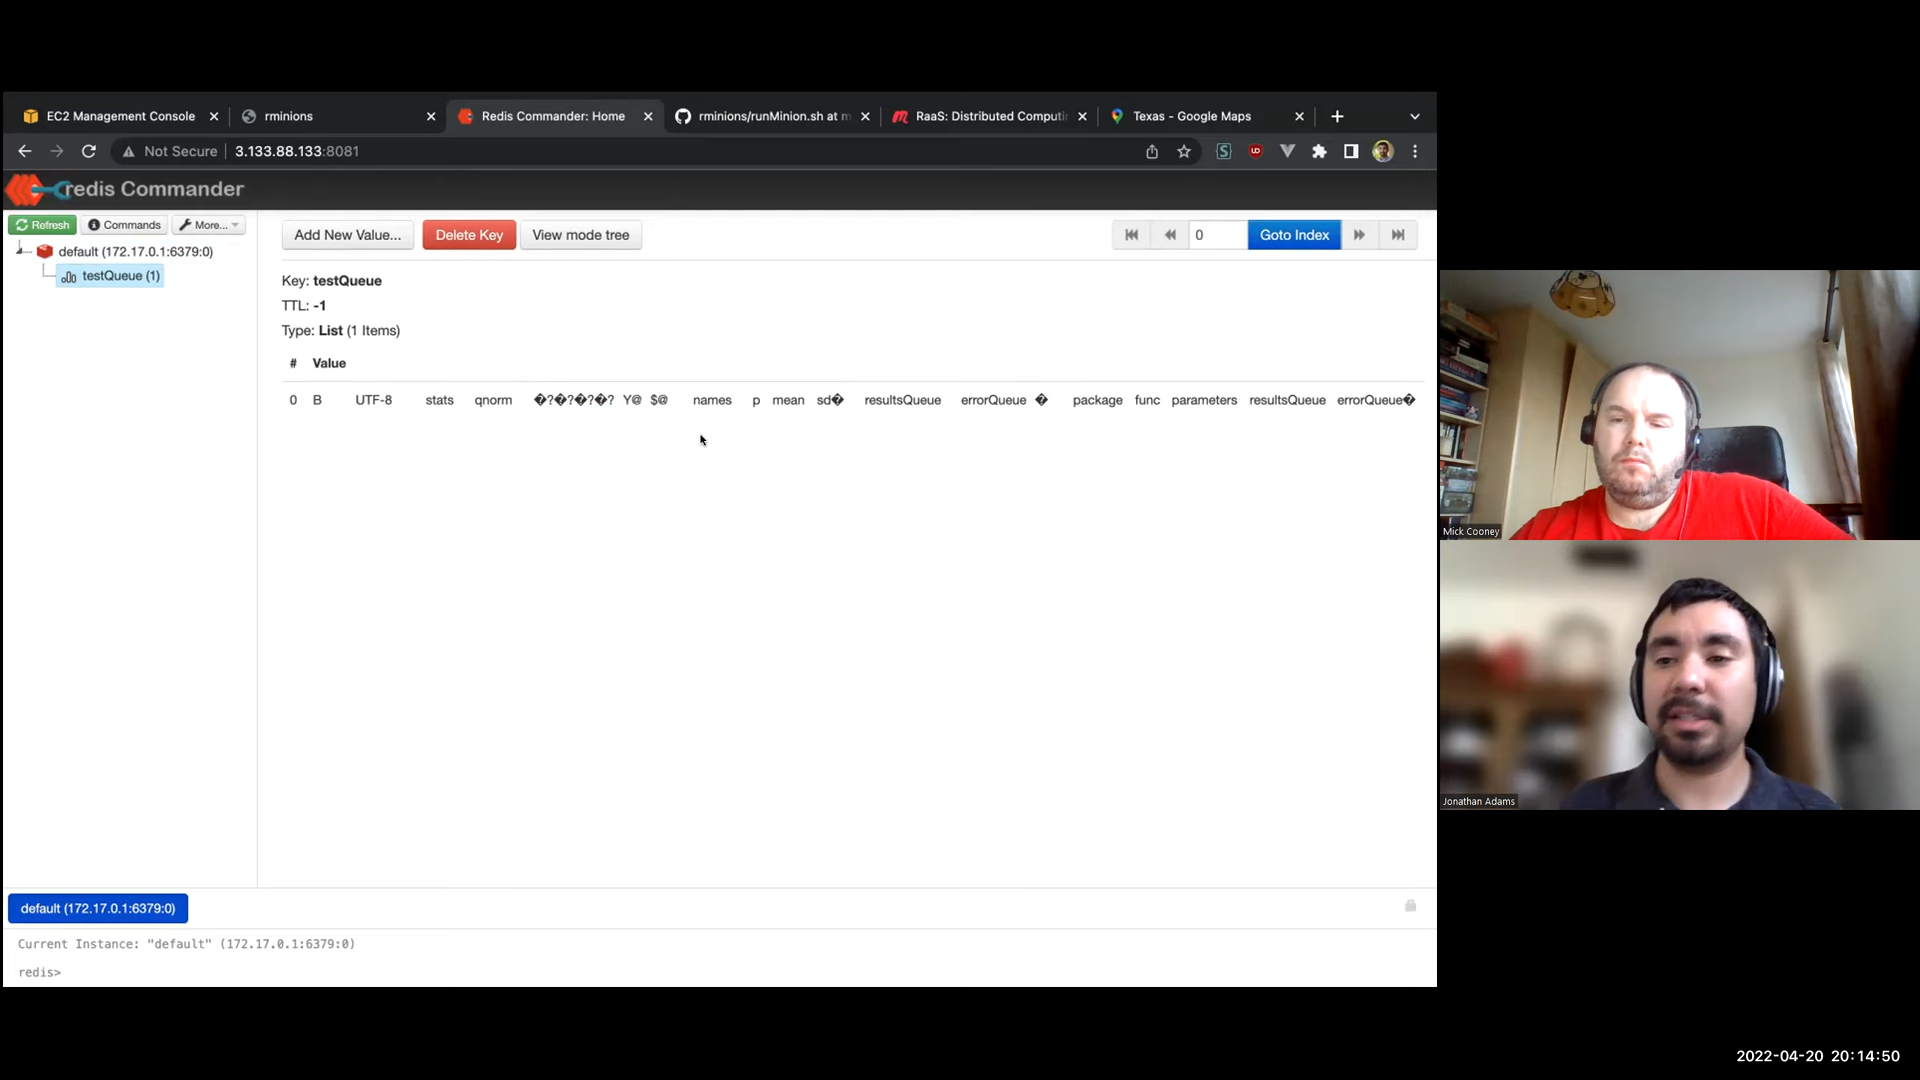 EC2 Management Console
rminions
Redis Commander: Home
rminions/runMinion.sh at m
RaaS: Distributed Computi
Texas - Google Maps
Not Secure 3.133.88.133:8081
redis Commander
Refresh Commands More...
default (172.17.0.1:6379:0)
testQueue (1)
Add New Value... Delete Key View mode tree 0 Goto Index
Key: testQueue
TTL: -1
Type: List (1 Items)
# Value
0 B UTF-8 stats qnorm �?�?�?�? Y@ $@ names p mean sd� resultsQueue errorQueue � package func parameters resultsQueue errorQueue�
default (172.17.0.1:6379:0)
Current Instance: "default" (172.17.0.1:6379:0)
redis>
Mick Cooney
Jonathan Adams
2022-04-20 20:14:50